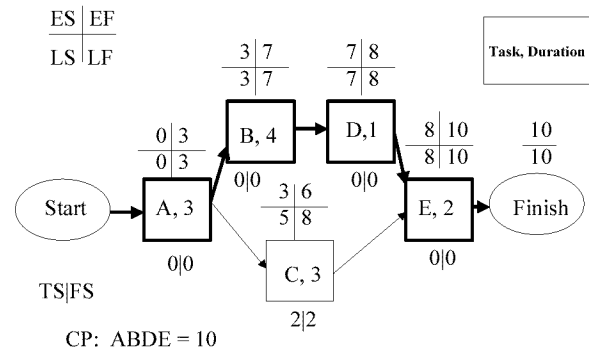 ES | EF
LS | LF
Task, Duration
3 | 7
3 | 7
7 | 8
7 | 8
B, 4
D,1
0 | 3
0 | 3
8 | 10
8 | 10
10
10
0|0
0|0
3 | 6
5 | 8
Start
A, 3
E, 2
Finish
0|0
C, 3
0|0
TS|FS
2|2
CP: ABDE = 10